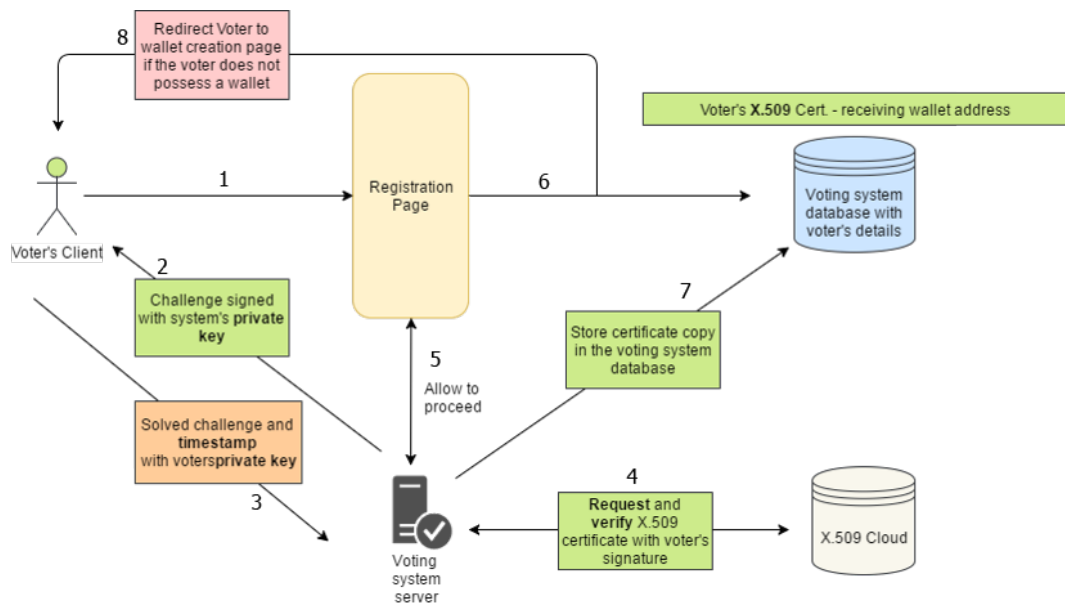 8
Redirect Voter to
wallet creation page
if the voter does not
possess a wallet
Voter's X.509 Cert. - receiving wallet address
1
Registration
Page
6
Voting system
database with
voter's details
Voter's Client
2
Challenge signed
with system's private
key
7
Store certificate copy
in the voting system
database
5
Allow to
proceed
Solved challenge and
timestamp
with votersprivate key
3
4
Request and
verify X.509
certificate with voter's
signature
X.509 Cloud
Voting
system
server